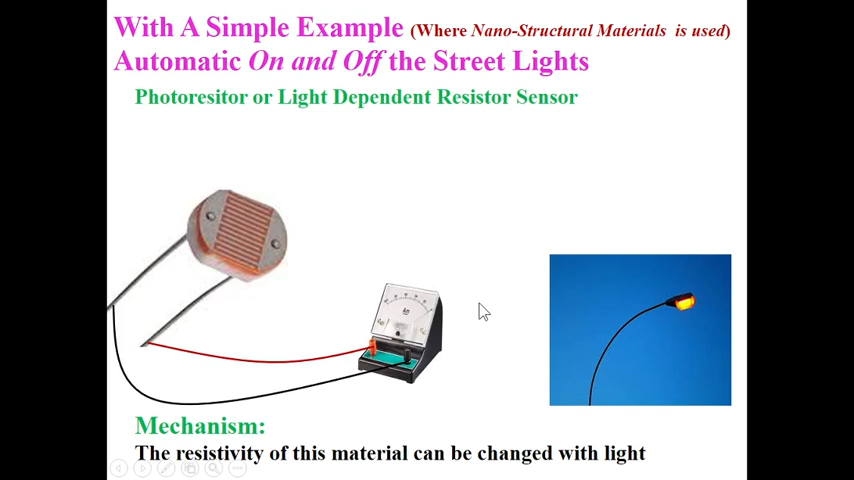 With A Simple Example (Where Nano-Structural Materials is used)
Automatic On and Off the Street Lights
Photoresitor or Light Dependent Resistor Sensor
Mechanism:
The resistivity of this material can be changed with light